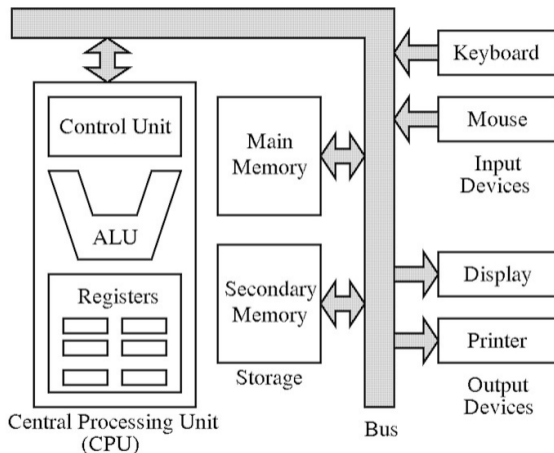 Control Unit
ALU
Registers
Central Processing Unit
(CPU)
Main
Memory
Secondary
Memory
Storage
Bus
Keyboard
Mouse
Input
Devices
Display
Printer
Output
Devices